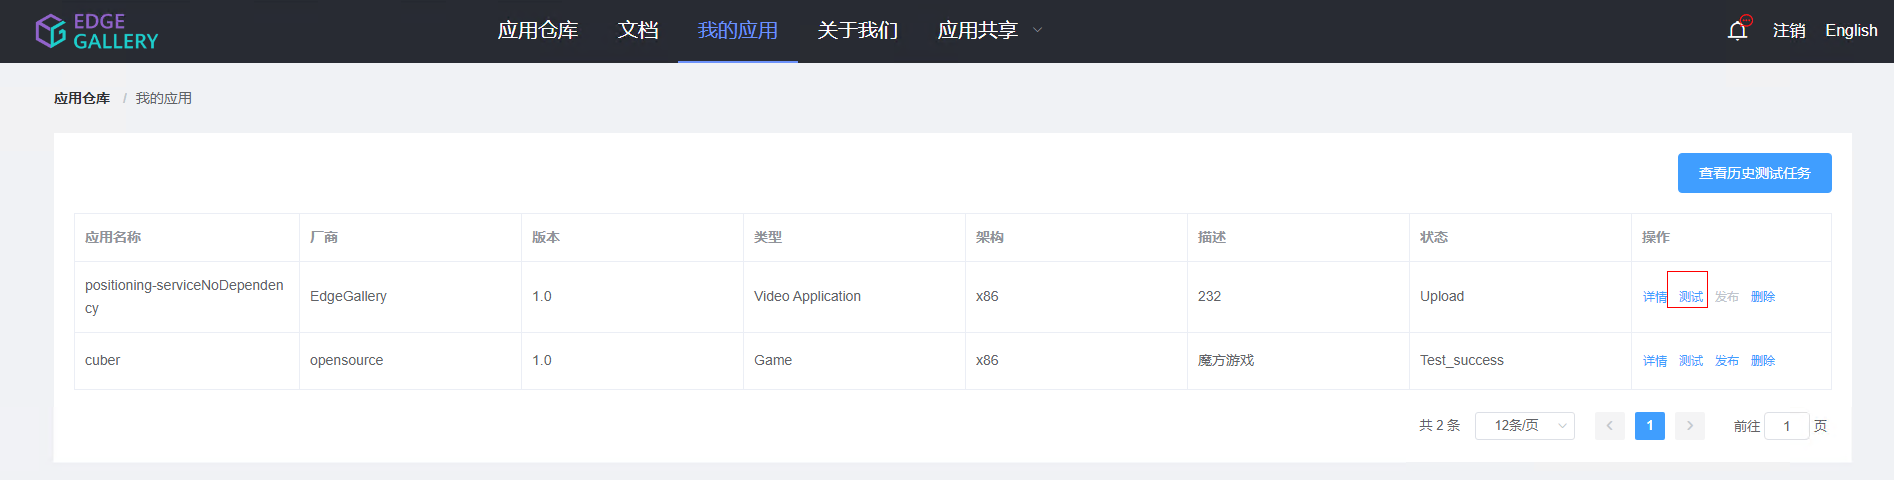 EDGE
GALLERY
应用仓库 文档 我的应用 关于我们 应用共享 注销 English
应用仓库 / 我的应用
查看历史测试任务
应用名称 厂商 版本 类型 架构 描述 状态 操作
positioning-serviceNoDependen
cy EdgeGallery 1.0 Video Application x86 232 Upload 详情 测试 发布 删除
cuber opensource 1.0 Game x86 魔方游戏 Test_success 详情 测试 发布 删除
共 2 条 12条/页 1 前往 1 页